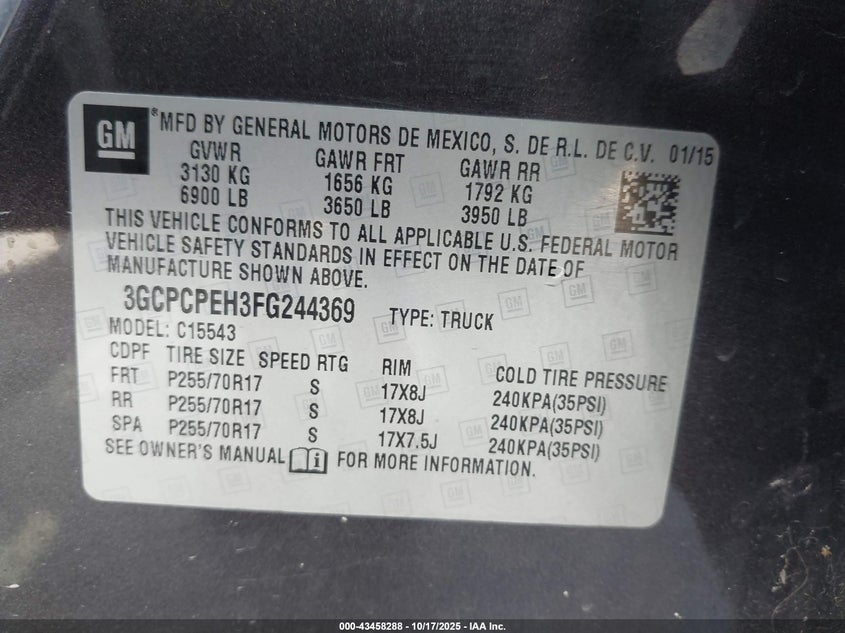 GM
®MFD BY GENERAL MOTORS DE MEXICO, S. DE R.L. DE C.V. 01/15
GVWR GAWR FRT GAWR RR
3130 KG 1656 KG 1792 KG
6900 LB 3650 LB 3950 LB
THIS VEHICLE CONFORMS TO ALL APPLICABLE U.S. FEDERAL MOTOR
VEHICLE SAFETY STANDARDS IN EFFECT ON THE DATE OF
MANUFACTURE SHOWN ABOVE.
3GCPCPEH3FG244369 TYPE: TRUCK
MODEL: C15543
CDPF TIRE SIZE SPEED RTG RIM COLD TIRE PRESSURE
FRT P255/70R17 S 17X8J 240KPA(35PSI)
RR P255/70R17 S 17X8J 240KPA(35PSI)
SPA P255/70R17 S 17X7.5J 240KPA(35PSI)
SEE OWNER'S MANUAL i FOR MORE INFORMATION.
000-43458288 - 10/17/2025 - IAA Inc.